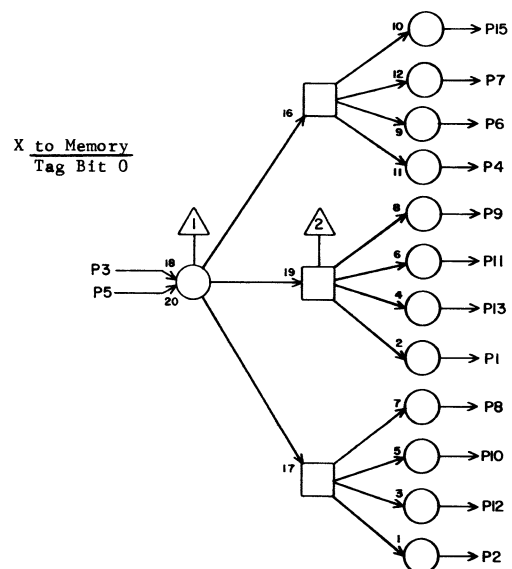 10 P15
12 P7
16
9 P6
X to Memory
Tag Bit 0
11 P4
1 2
8 P9
P3 18 19 6 P11
P5 20 4 P13
2 P1
7 P8
17 5 P10
3 P12
1 P2